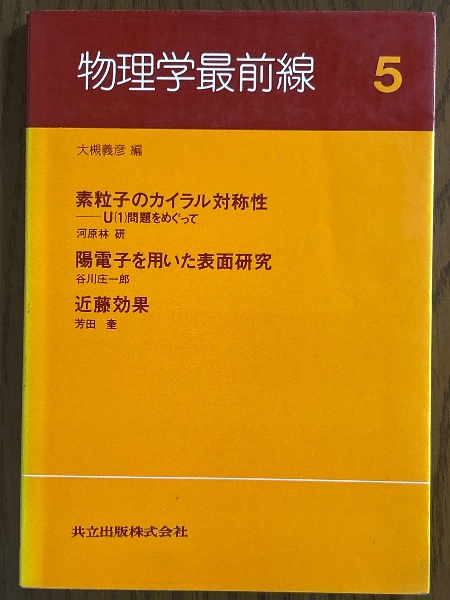 物理学最前線 5
大槻義彦 編
素粒子のカイラル対称性
——U(1)問題をめぐって
河原林 研
陽電子を用いた表面研究
谷川庄一郎
近藤効果
芳田 奎
共立出版株式会社